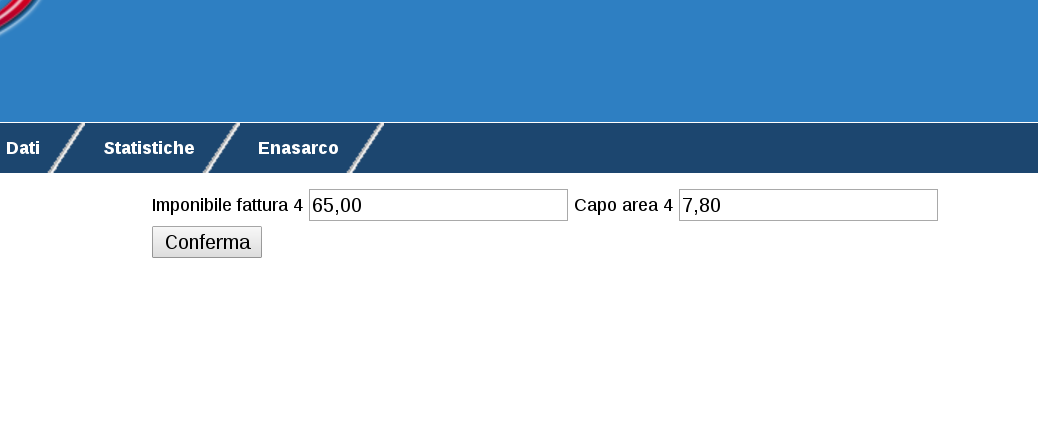 Dati Statistiche Enasarco
Imponibile fattura 4 65,00 Capo area 4 7,80
Conferma